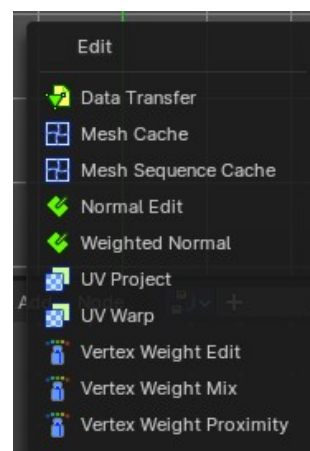 Edit
Data Transfer
Mesh Cache
Mesh Sequence Cache
Normal Edit
Weighted Normal
UV Project
UV Warp
Vertex Weight Edit
Vertex Weight Mix
Vertex Weight Proximity